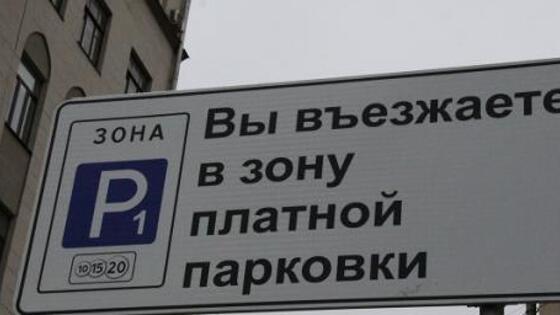 ЗОНА
P1
10 15 20
Вы въезжаете
в зону
платной
парковки